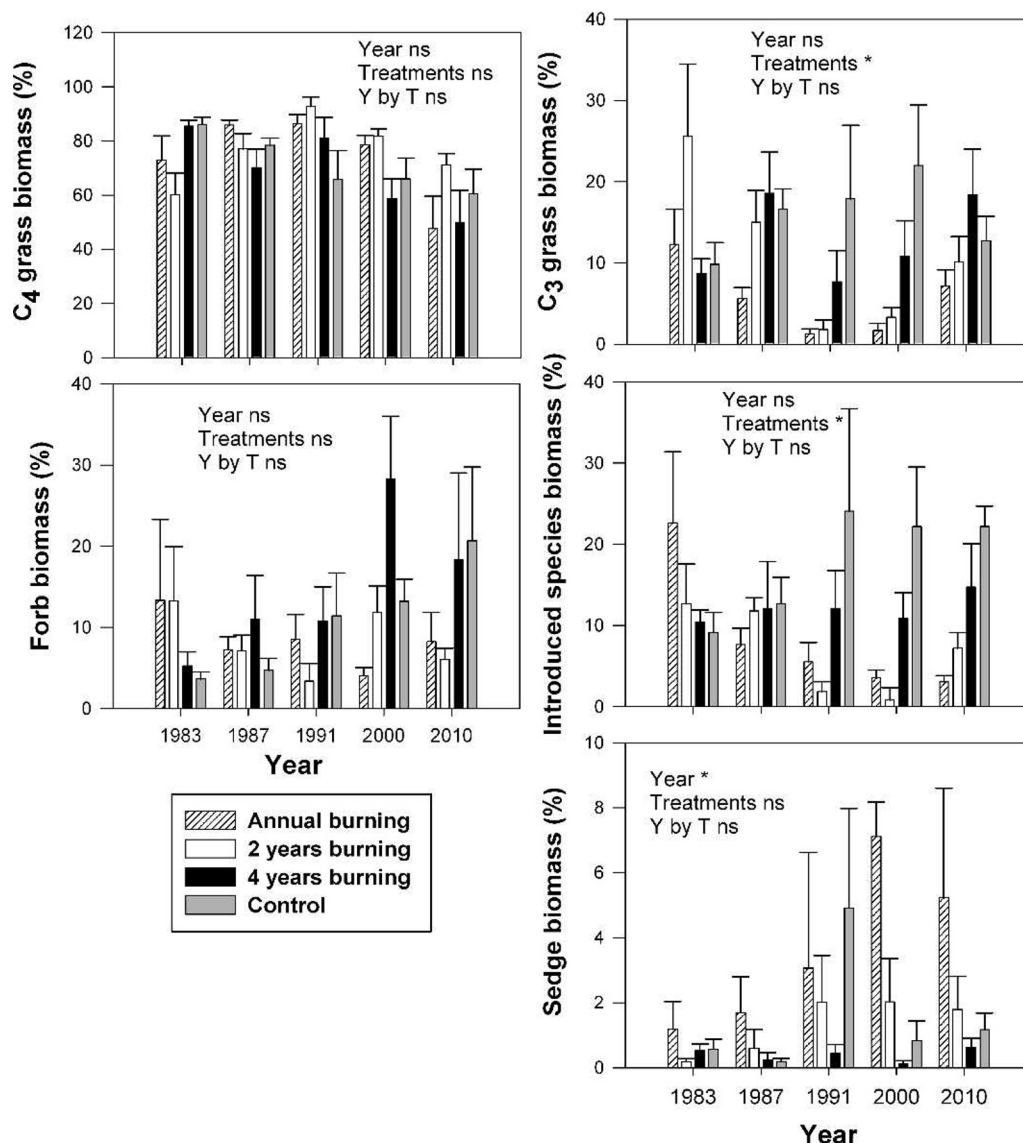 C4 grass biomass (%)
120
100
80
60
40
20
0
Year ns
Treatments ns
Y by T ns
C3 grass biomass (%)
40
30
20
10
0
Year ns
Treatments *
Y by T ns
Forb biomass (%)
40
30
20
10
0
Year ns
Treatments ns
Y by T ns
1983 1987 1991 2000 2010
Year
Introduced species biomass (%)
40
30
20
10
0
Year ns
Treatments *
Y by T ns
Annual burning
2 years burning
4 years burning
Control
Sedge biomass (%)
10
8
6
4
2
0
Year *
Treatments ns
Y by T ns
1983 1987 1991 2000 2010
Year